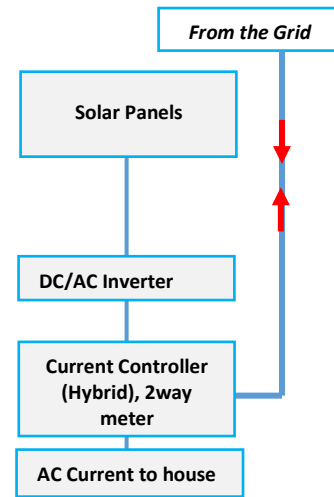 From the Grid
Solar Panels
DC/AC Inverter
Current Controller
(Hybrid), 2way
meter
AC Current to house